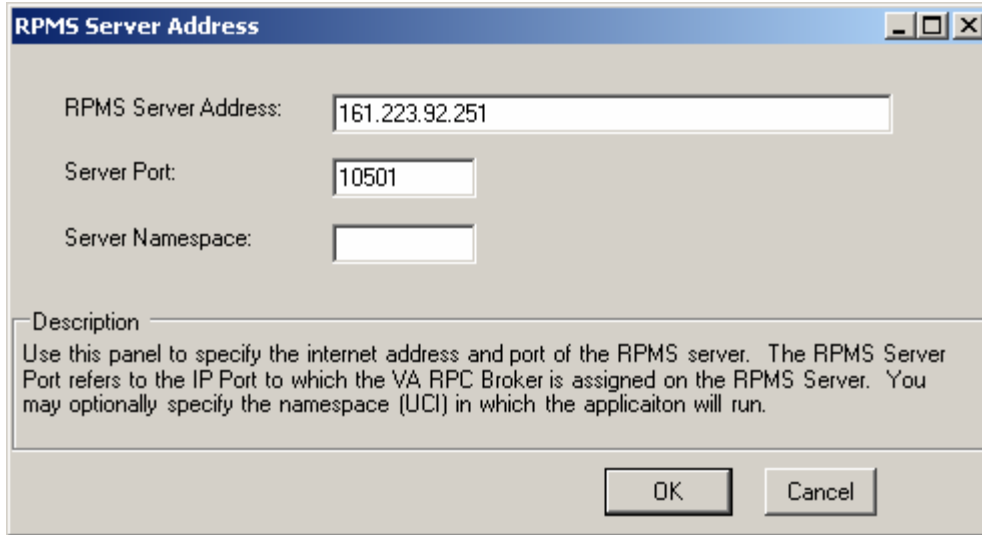 RPMS Server Address
RPMS Server Address: 161.223.92.251
Server Port: 10501
Server Namespace:
Description
Use this panel to specify the internet address and port of the RPMS server. The RPMS Server
Port refers to the IP Port to which the VA RPC Broker is assigned on the RPMS Server. You
may optionally specify the namespace (UCI) in which the applicaiton will run.
OK Cancel